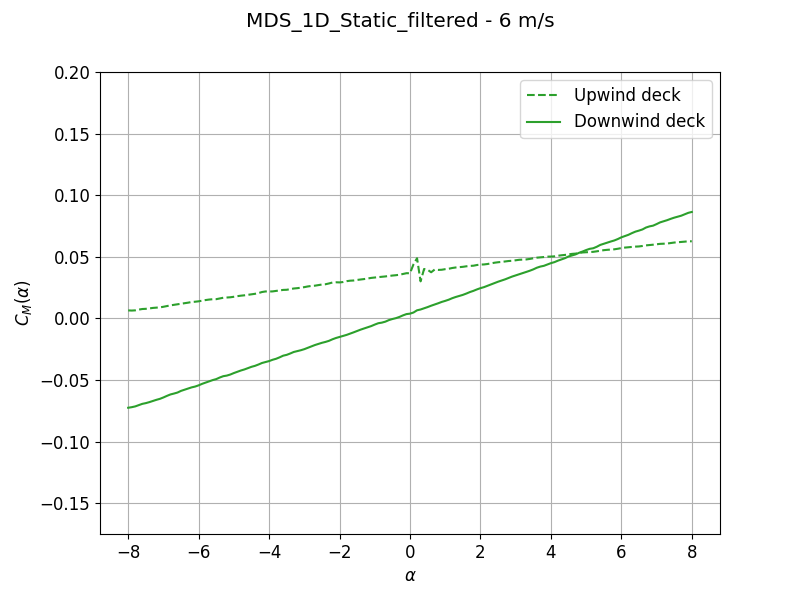 MDS_1D_Static_filtered - 6 m/s
Upwind deck
Downwind deck
0.20
0.15
0.10
0.05
0.00
−0.05
−0.10
−0.15
C_M(α)
−8 −6 −4 −2 0 2 4 6 8
α